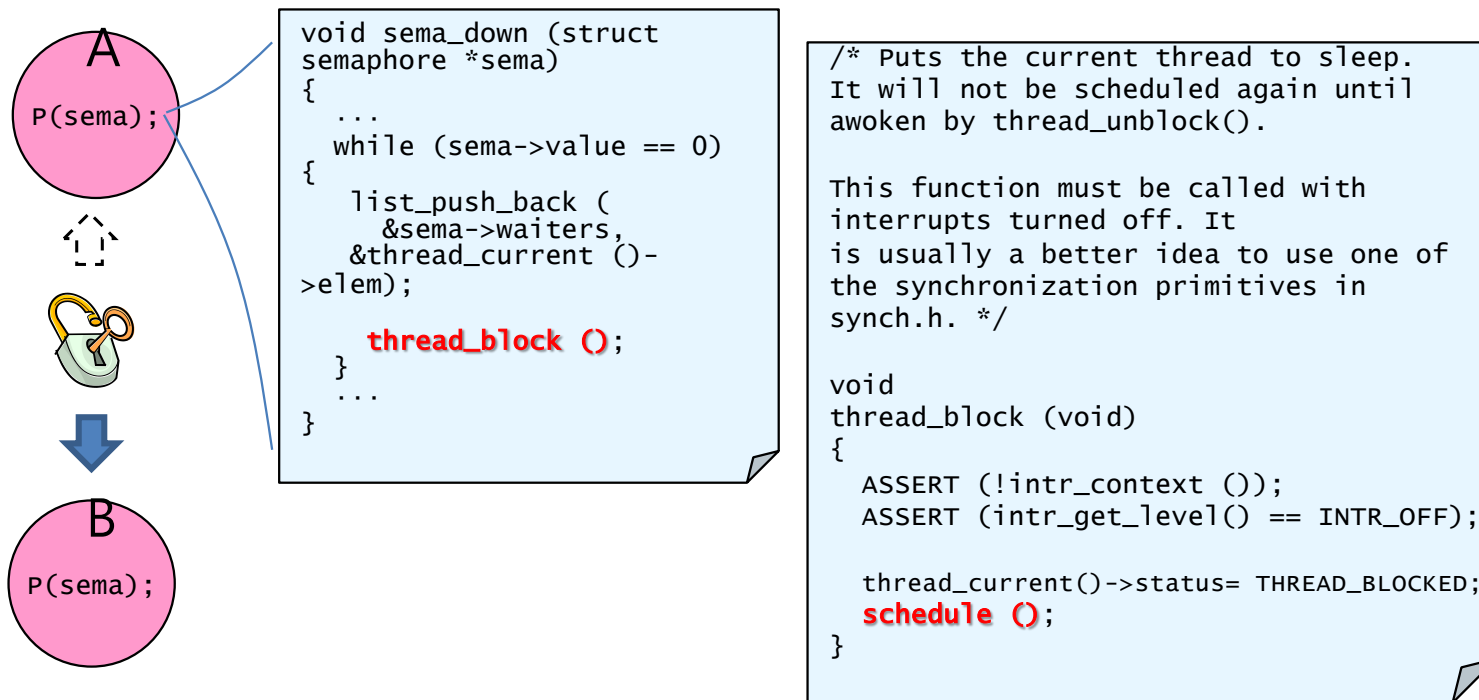 A
P(sema);
B
P(sema);
void sema_down (struct
semaphore *sema)
{
...
while (sema->value == 0)
{
list_push_back (
&sema->waiters,
&thread_current ()-
>elem);
thread_block ();
}
...
}
/* Puts the current thread to sleep.
It will not be scheduled again until
awoken by thread_unblock().
This function must be called with
interrupts turned off. It
is usually a better idea to use one of
the synchronization primitives in
synch.h. */
void
thread_block (void)
{
ASSERT (!intr_context ());
ASSERT (intr_get_level() == INTR_OFF);
thread_current()->status= THREAD_BLOCKED;
schedule ();
}